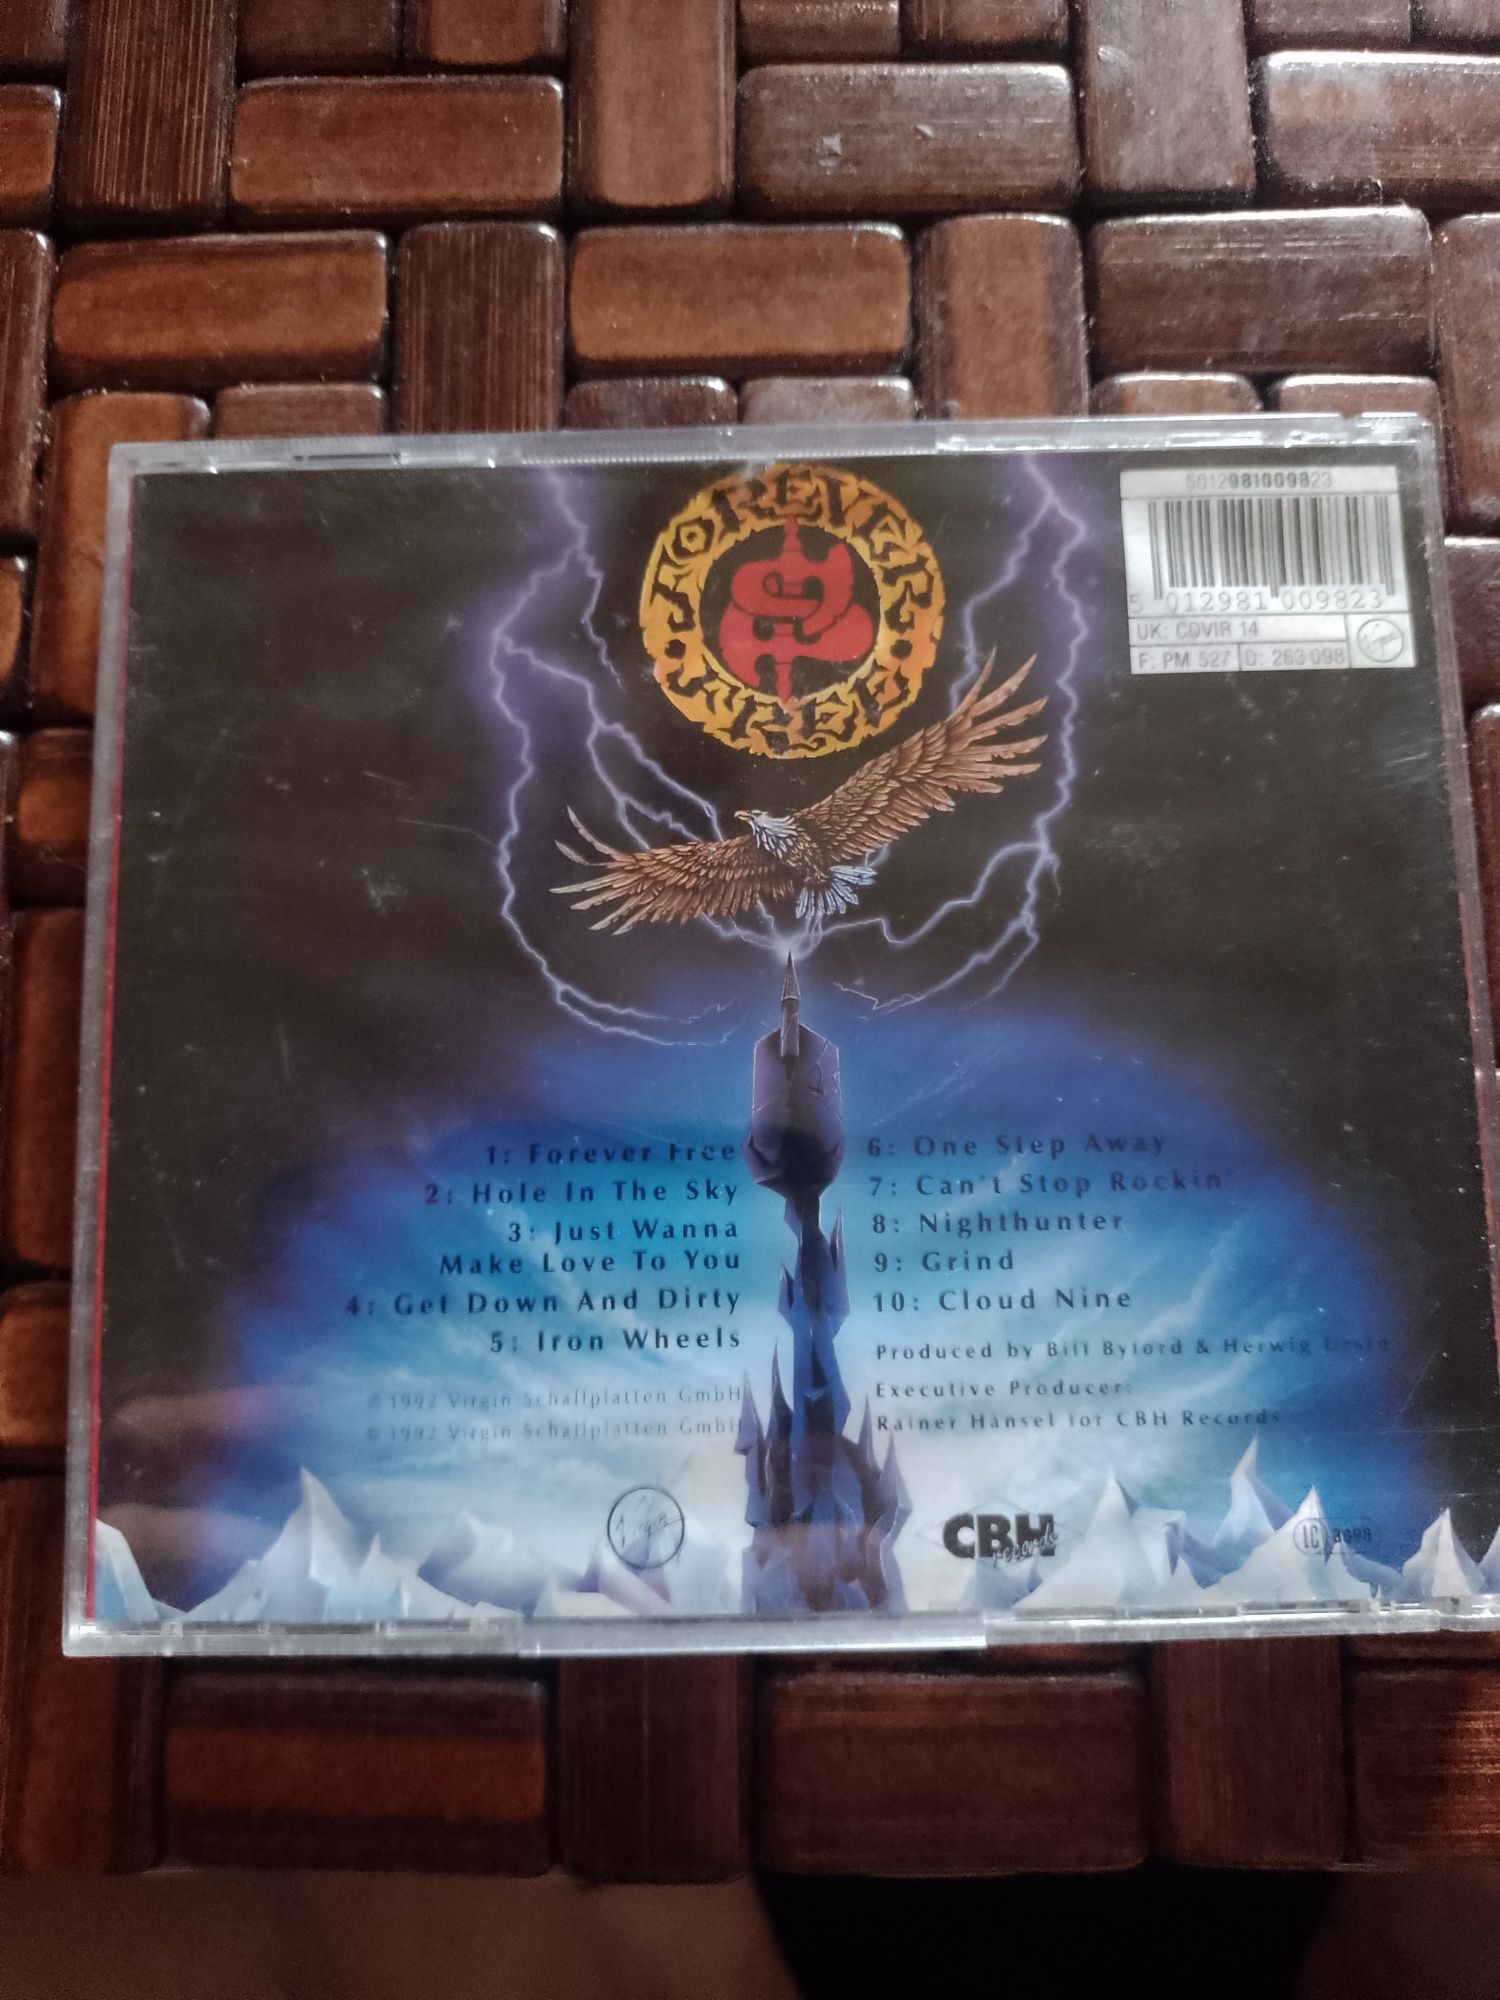 5012981009823
5 012981 009823
UK: CDVIR 14
F: PM 527 D: 263 098
Virgin
FOREVER
FREE
1: Forever Free
2: Hole In The Sky
3: Just Wanna
Make Love To You
4: Get Down And Dirty
5: Iron Wheels
6: One Step Away
7: Can't Stop Rockin'
8: Nighthunter
9: Grind
10: Cloud Nine
Produced by Biff Byford & Herwig Ursin
Executive Producer:
Rainer Hänsel for CBH Records
℗ 1992 Virgin Schallplatten GmbH
© 1992 Virgin Schallplatten GmbH
Virgin
CBH
records
LC 3098